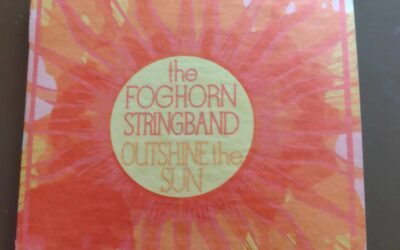 the
FOGHORN
STRINGBAND
OUTSHINE the
SUN